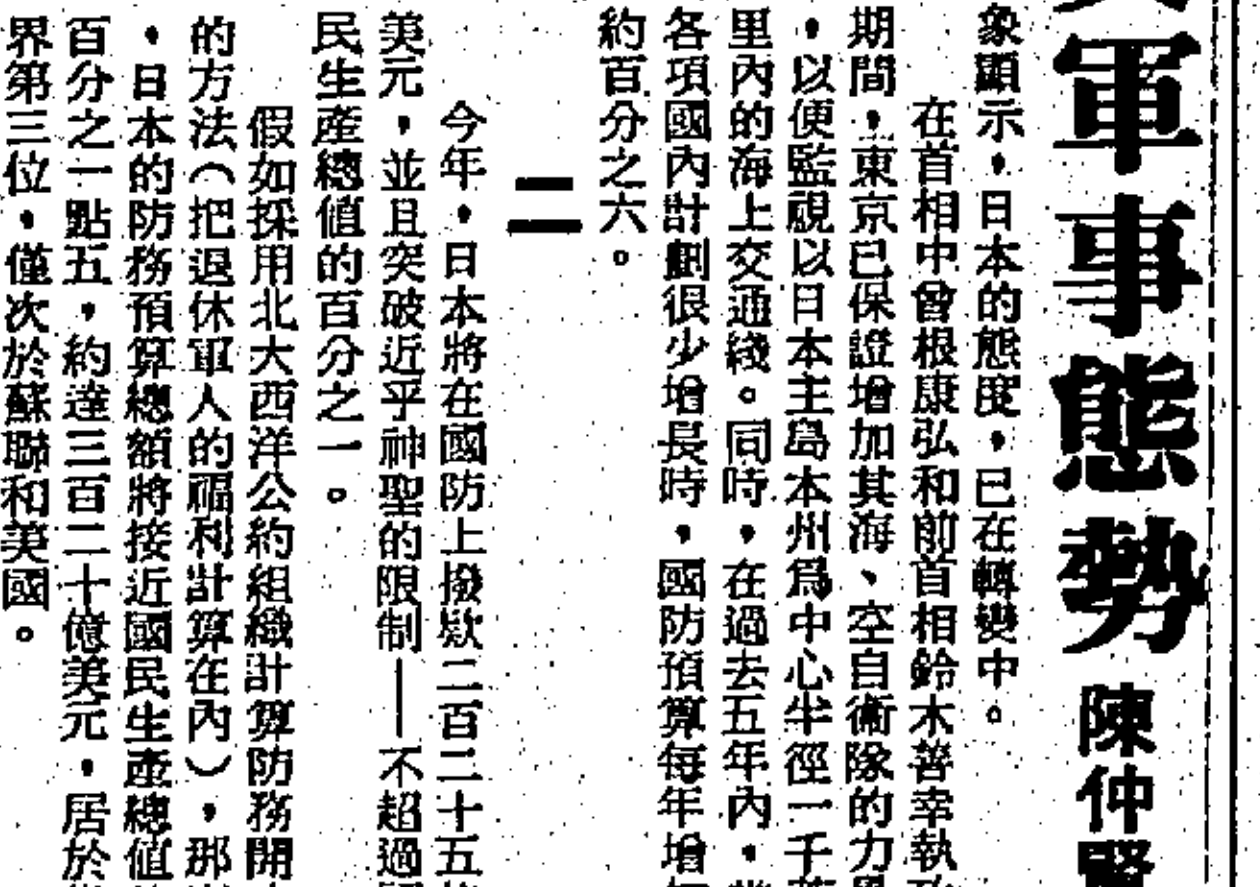 軍事態勢 陳仲賢
象顯示，日本的態度，已在轉變中。
在首相中曾根康弘和前首相鈴木善幸執政
期間，東京已保證增加其海、空自衞隊的力量
，以便監視以日本主島本州爲中心半徑一千
里內的海上交通綫。同時，在過去五年內，當
各項國內計劃很少增長時，國防預算每年增加
約百分之六。
二
今年，日本將在國防上撥欵二百二十五億
美元，並且突破近乎神聖的限制——不超過國
民生產總值的百分之一。
假如採用北大西洋公約組織計算防務開
的方法（把退休軍人的福利計算在內），那
，日本的防務預算總額將接近國民生產總值
百分之一點五，約達三百二十億美元，居於
界第三位，僅次於蘇聯和美國。